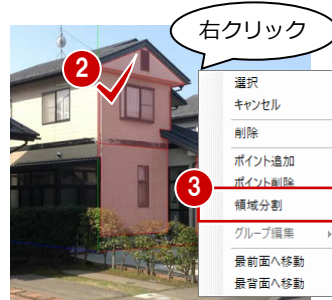 右クリック
2
選択
キャンセル
削除
ポイント追加
ポイント削除
3
領域分割
グループ編集
最前面へ移動
最背面へ移動